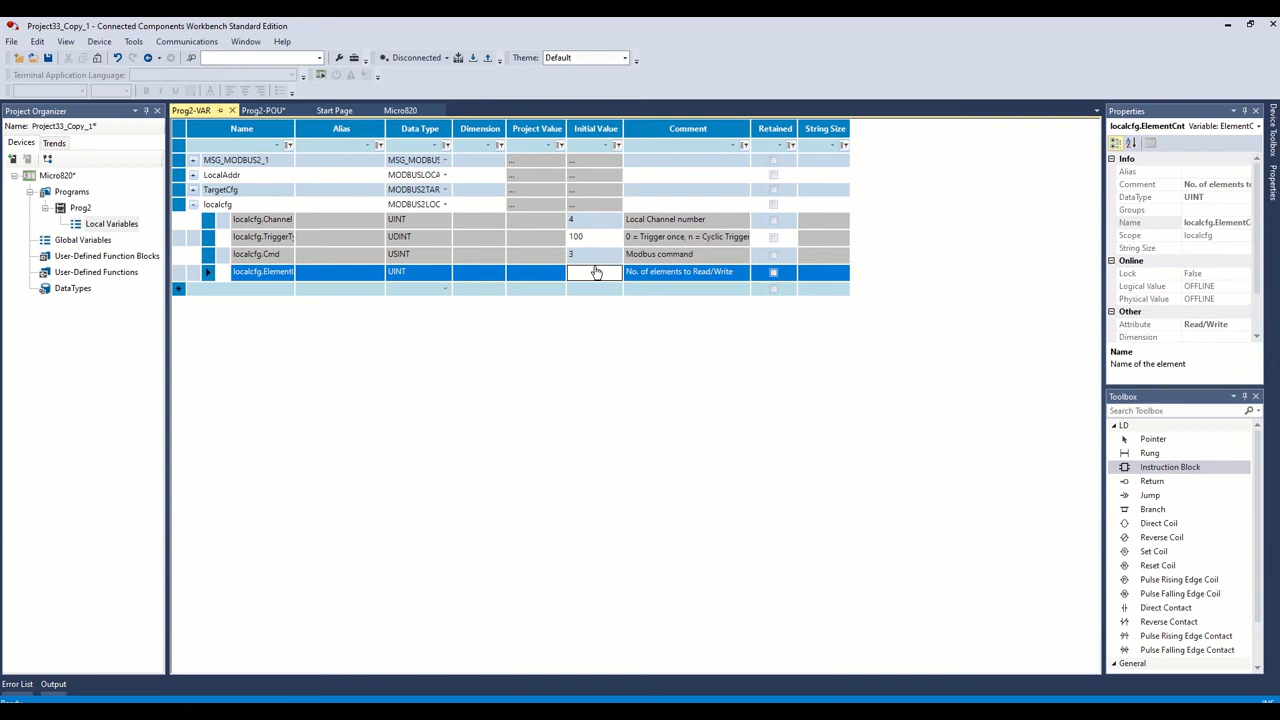 Project33_Copy_1 - Connected Components Workbench Standard Edition
File Edit View Device Tools Communications Window Help
Disconnected Theme: Default
Terminal Application Language:
Project Organizer
Name: Project33_Copy_1*
Devices Trends
Micro820*
Programs
Prog2
Local Variables
Global Variables
User-Defined Function Blocks
User-Defined Functions
DataTypes
Prog2-VAR Prog2-POU* Start Page Micro820
Name Alias Data Type Dimension Project Value Initial Value Comment Retained String Size
MSG_MODBUS2_1 MSG_MODBUS ... ...
LocalAddr MODBUSLOCA ... ...
TargetCfg MODBUS2TAR ... ...
localcfg MODBUS2LOC ... ...
localcfg.Channel UINT 4 Local Channel number
localcfg.TriggerTy UDINT 100 0 = Trigger once, n = Cyclic Trigger
localcfg.Cmd USINT 3 Modbus command
localcfg.Element UINT No. of elements to Read/Write
Properties
localcfg.ElementCnt Variable: ElementC
Info
Alias
Comment No. of elements to
DataType UINT
Groups
Name localcfg.ElementC
Scope localcfg
String Size
Online
Lock False
Logical Value OFFLINE
Physical Value OFFLINE
Other
Attribute Read/Write
Dimension
Name
Name of the element
Toolbox
Search Toolbox
LD
Pointer
Rung
Instruction Block
Return
Jump
Branch
Direct Coil
Reverse Coil
Set Coil
Reset Coil
Pulse Rising Edge Coil
Pulse Falling Edge Coil
Direct Contact
Reverse Contact
Pulse Rising Edge Contact
Pulse Falling Edge Contact
General
Device Toolbox
Properties
Error List Output